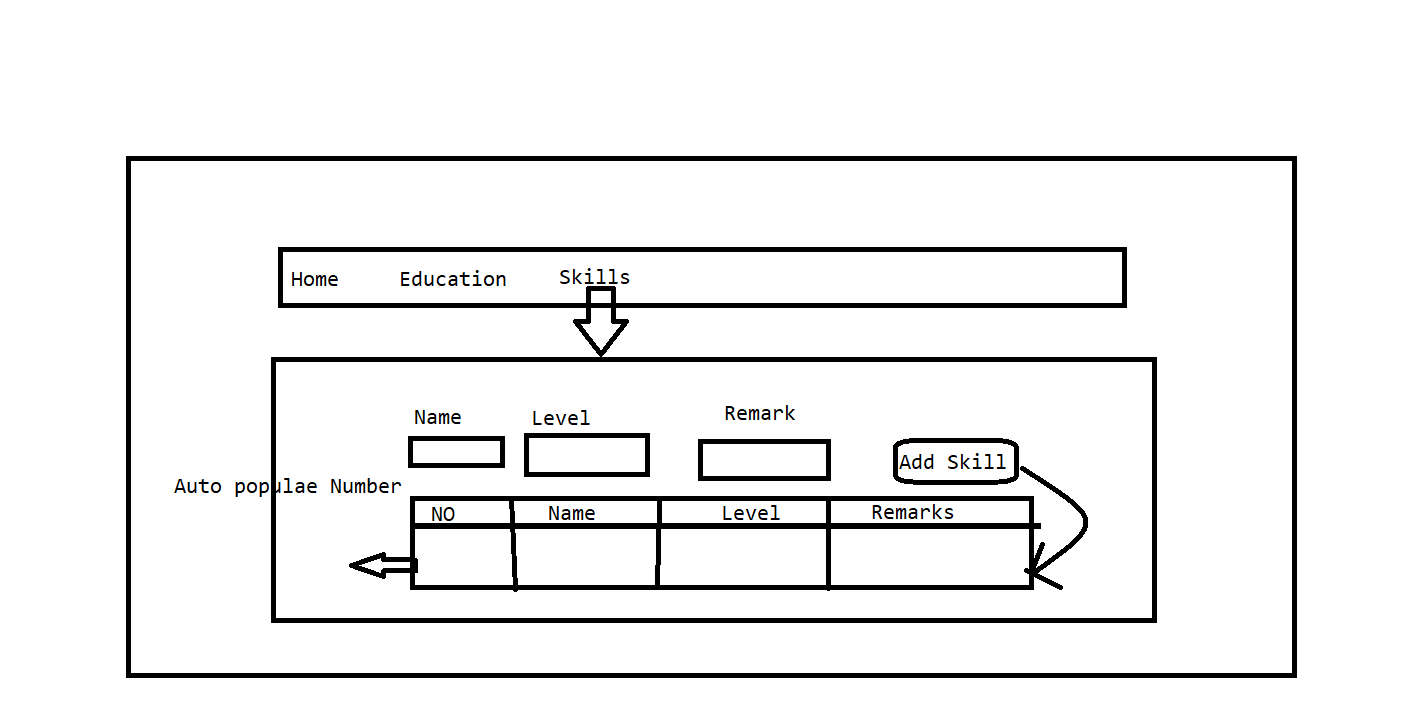 Home Education Skills
Name Level Remark
Add Skill
Auto populae Number
NO Name Level Remarks